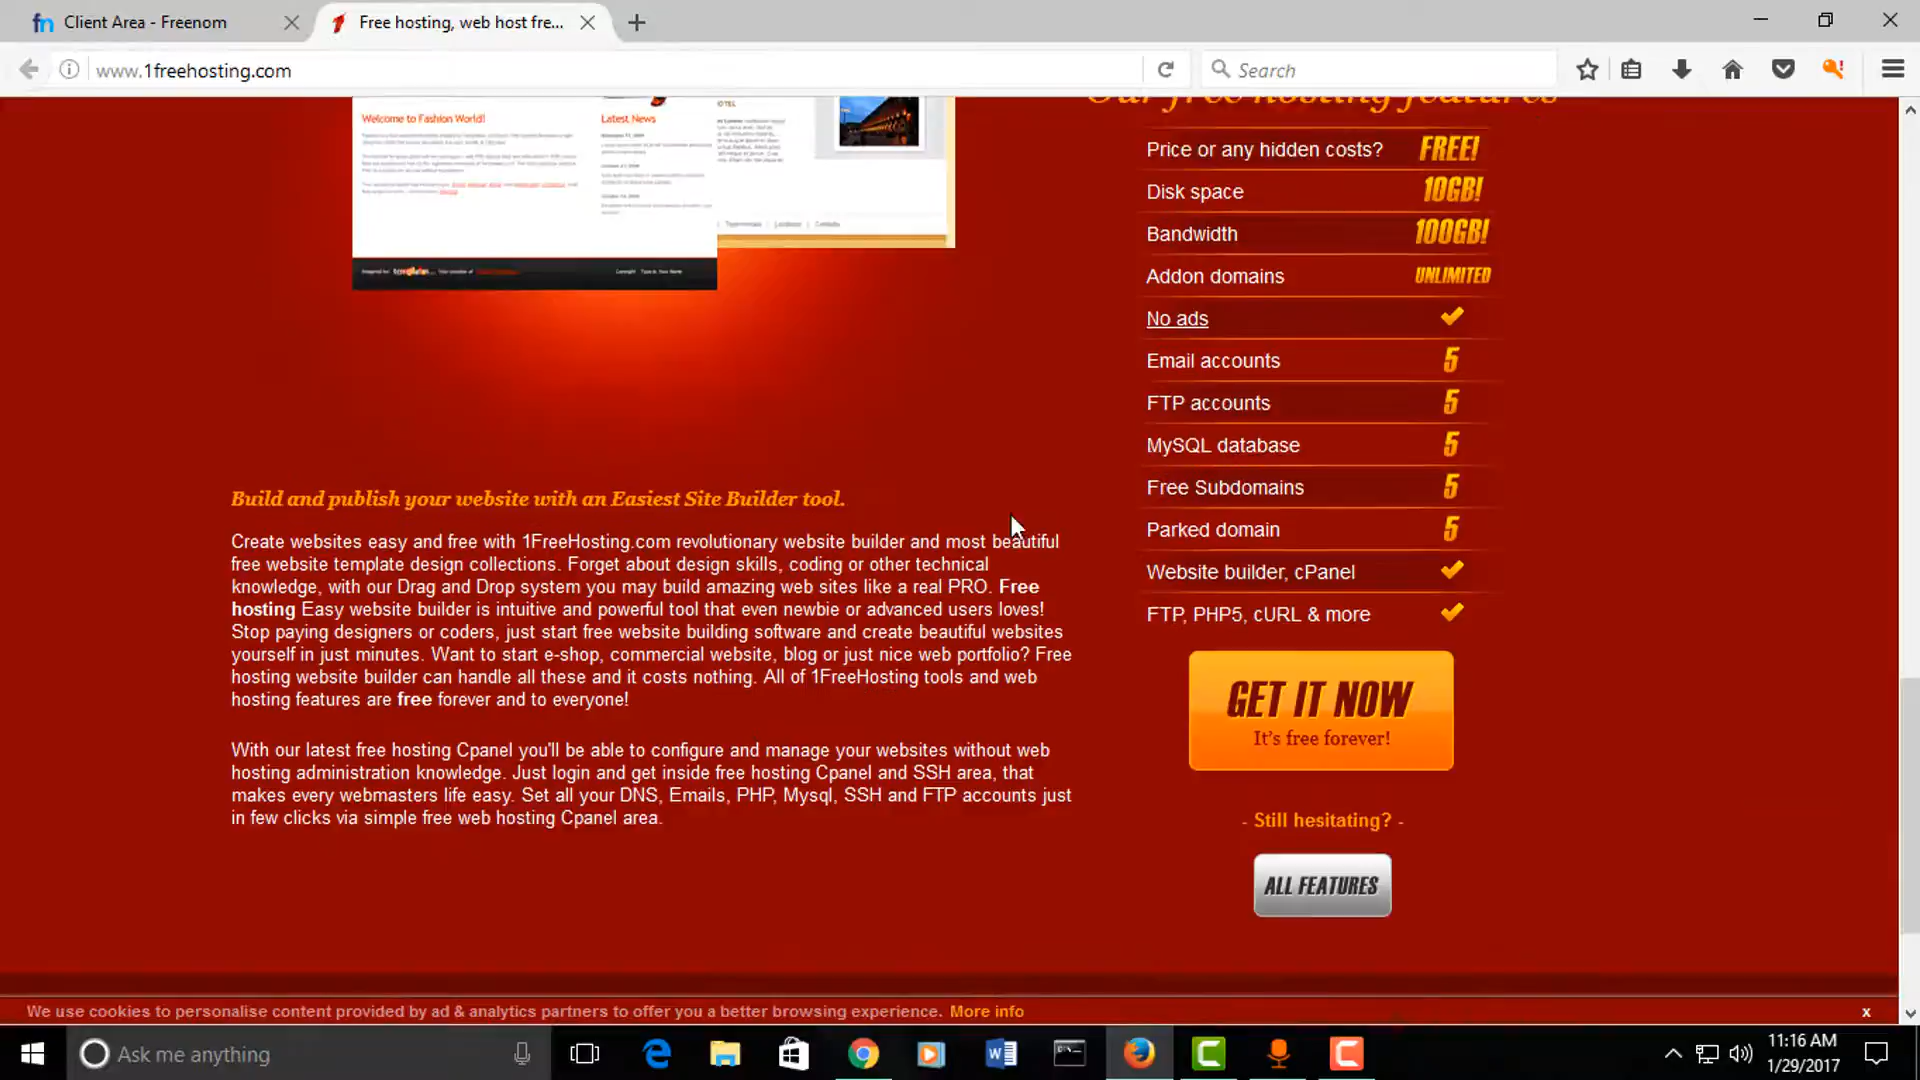 Client Area - Freenom
Free hosting, web host fre...
www.1freehosting.com
Search
Our free hosting features
Welcome to Fashion World!
Latest News
Price or any hidden costs? FREE!
Disk space 10GB!
Bandwidth 100GB!
Addon domains UNLIMITED
No ads
Email accounts 5
FTP accounts 5
MySQL database 5
Free Subdomains 5
Parked domain 5
Website builder, cPanel
FTP, PHP5, cURL & more
Build and publish your website with an Easiest Site Builder tool.
Create websites easy and free with 1FreeHosting.com revolutionary website builder and most beautiful
free website template design collections. Forget about design skills, coding or other technical
knowledge, with our Drag and Drop system you may build amazing web sites like a real PRO. Free
hosting Easy website builder is intuitive and powerful tool that even newbie or advanced users loves!
Stop paying designers or coders, just start free website building software and create beautiful websites
yourself in just minutes. Want to start e-shop, commercial website, blog or just nice web portfolio? Free
hosting website builder can handle all these and it costs nothing. All of 1FreeHosting tools and web
hosting features are free forever and to everyone!
With our latest free hosting Cpanel you'll be able to configure and manage your websites without web
hosting administration knowledge. Just login and get inside free hosting Cpanel and SSH area, that
makes every webmasters life easy. Set all your DNS, Emails, PHP, Mysql, SSH and FTP accounts just
in few clicks via simple free web hosting Cpanel area.
GET IT NOW
It's free forever!
- Still hesitating? -
ALL FEATURES
We use cookies to personalise content provided by ad & analytics partners to offer you a better browsing experience. More info
x
Ask me anything
11:16 AM
1/29/2017